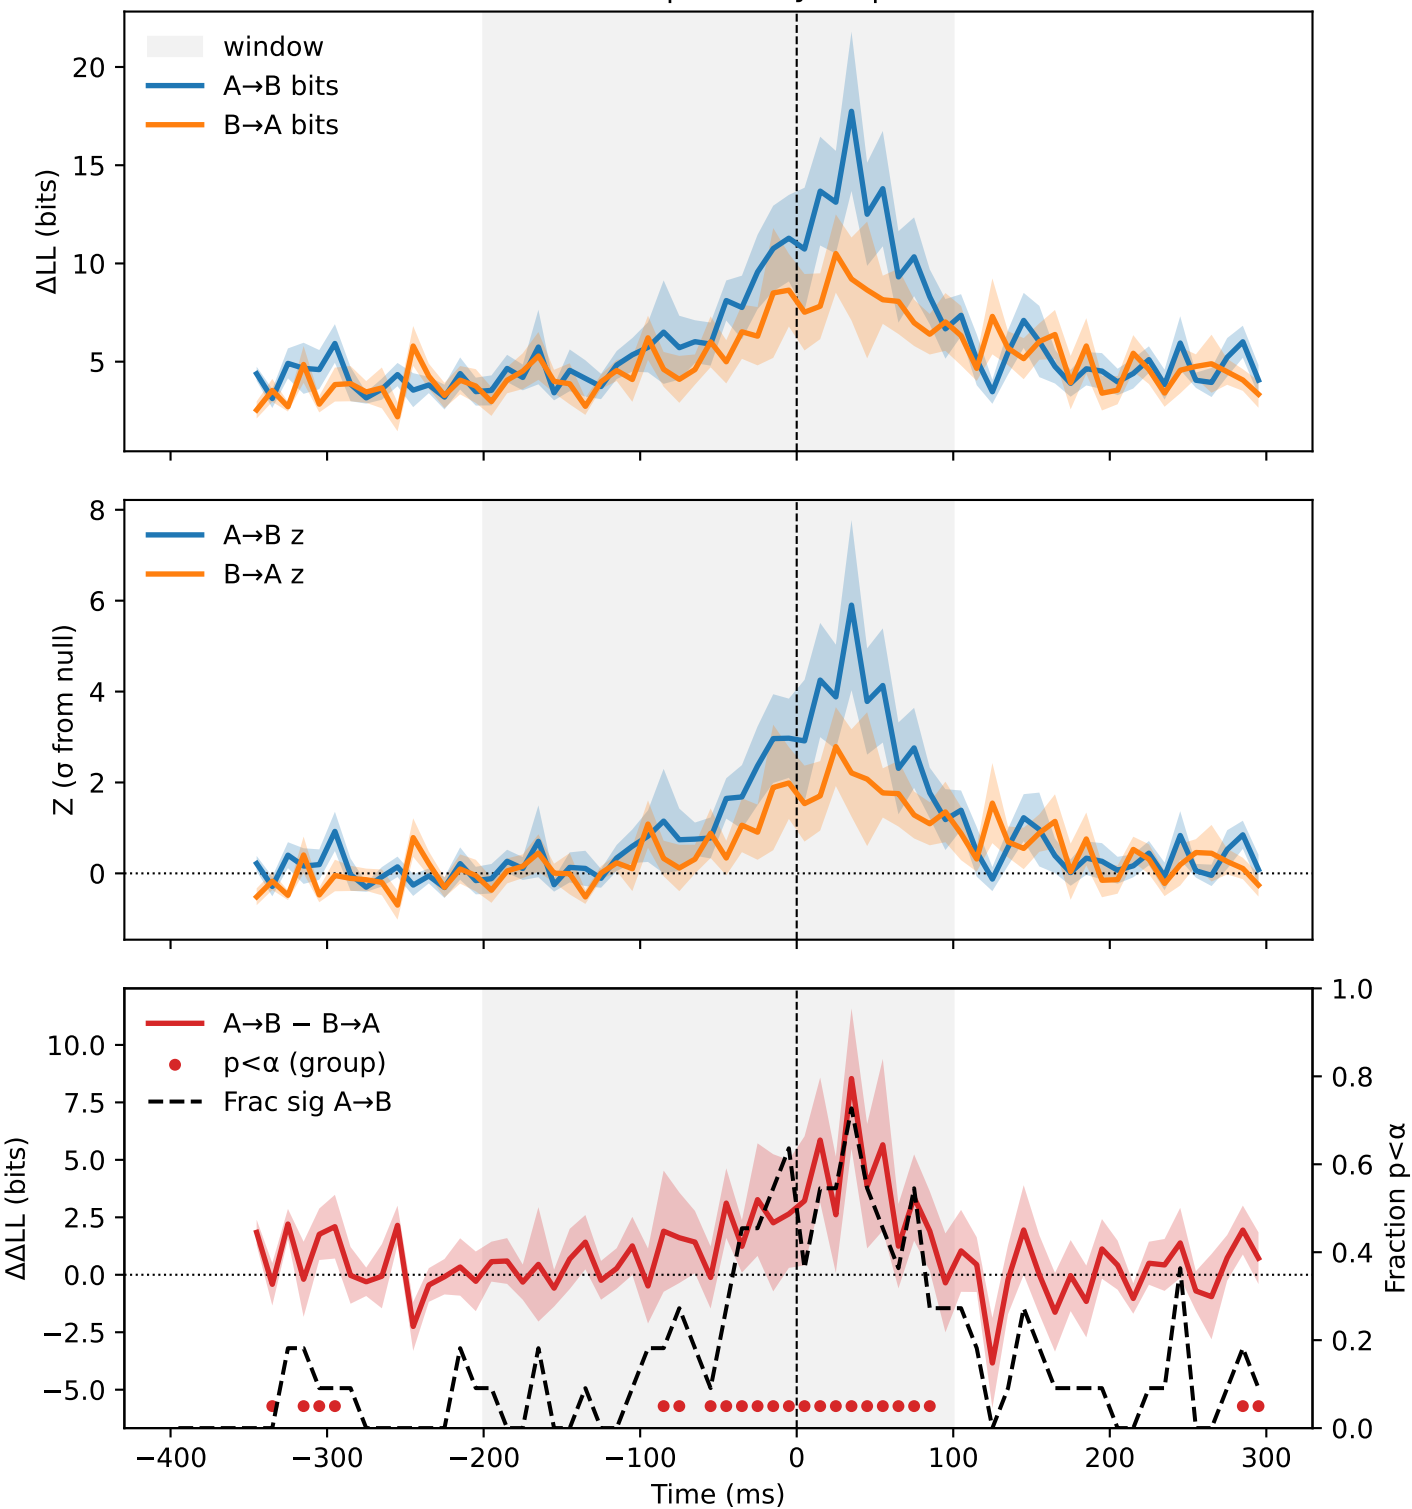 window
A→B bits
B→A bits
20
15
10
5
ΔLL (bits)
A→B z
B→A z
8
6
4
2
0
Z (σ from null)
A→B − B→A
p<α (group)
Frac sig A→B
10.0
7.5
5.0
2.5
0.0
−2.5
−5.0
ΔΔLL (bits)
1.0
0.8
0.6
0.4
0.2
0.0
Fraction p<α
−400 −300 −200 −100 0 100 200 300
Time (ms)